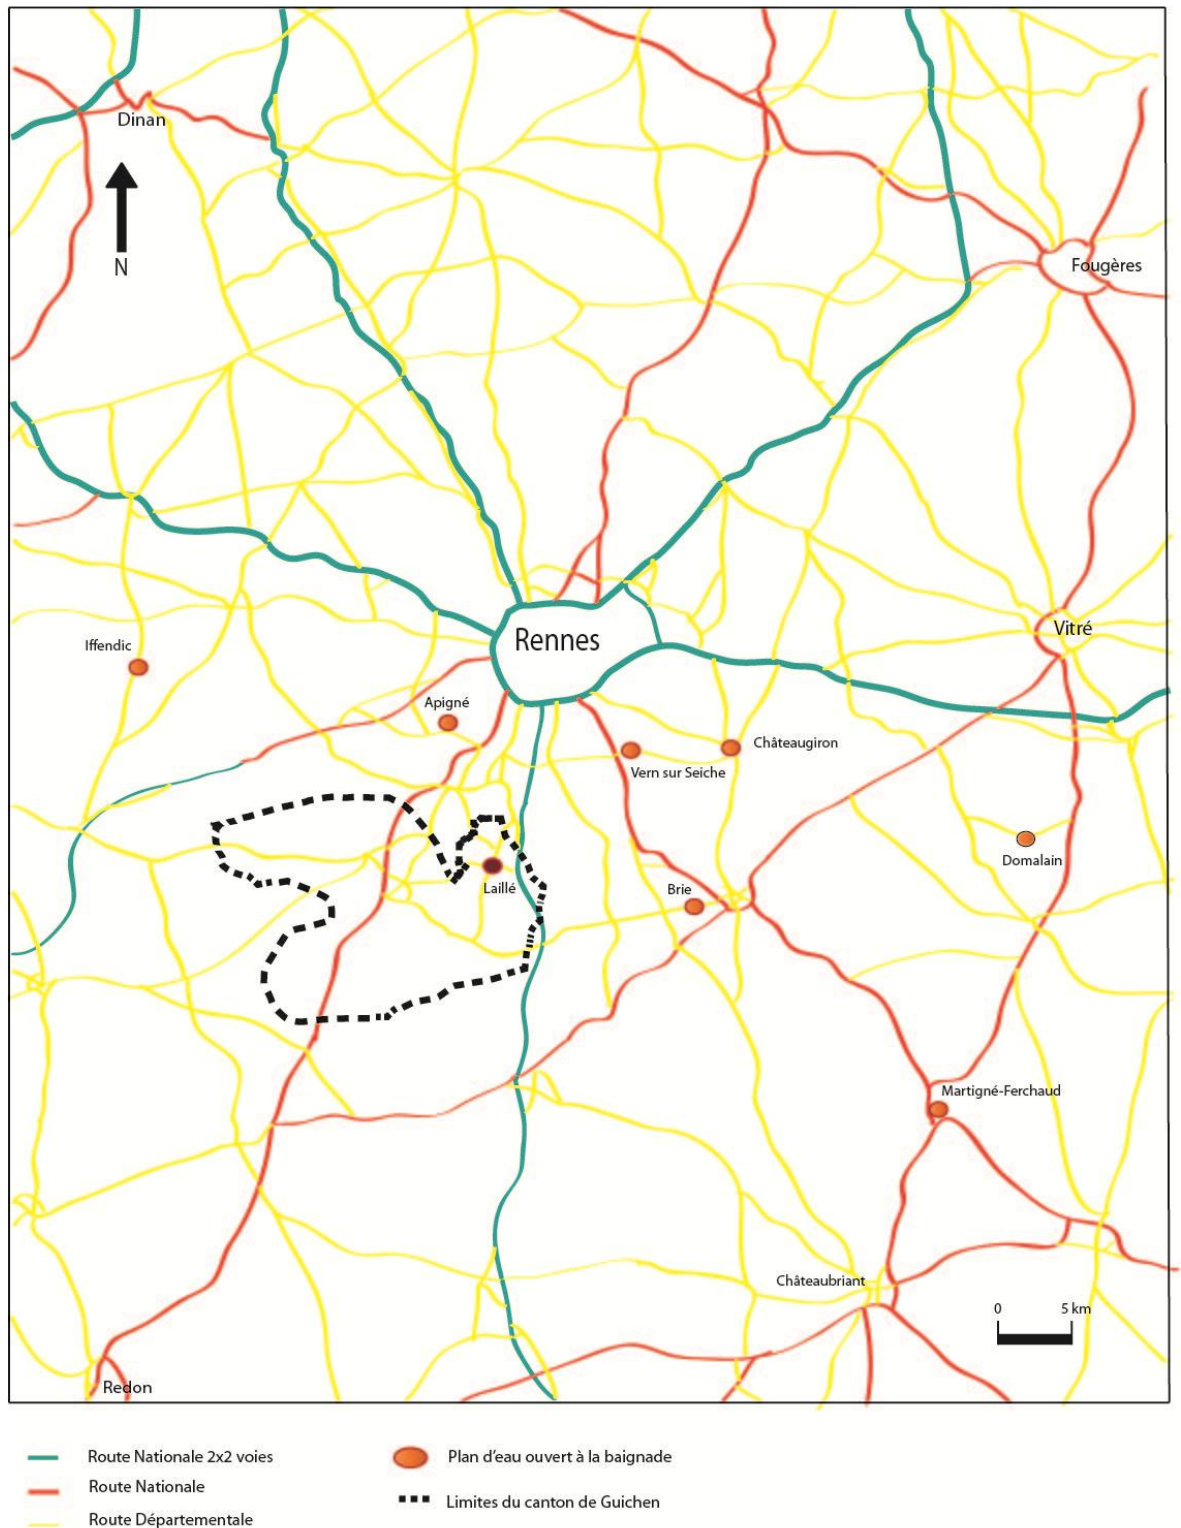 Dinan
N
Fougères
Rennes
Vitré
Iffendic
Apigné
Châteaugiron
Vern sur Seiche
Domalain
Laillé
Brie
Martigné-Ferchaud
Châteaubriant
0 5 km
Redon
Route Nationale 2x2 voies
Route Nationale
Route Départementale
Plan d'eau ouvert à la baignade
Limites du canton de Guichen